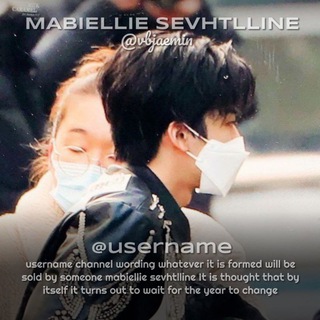 MABIELLIE SEVHTLLINE
@vbjaemin
@username
username channel wording whatever it is formed will be
sold by someone mabiellie sevhtlline It is thought that by
itself it turns out to wait for the year to change